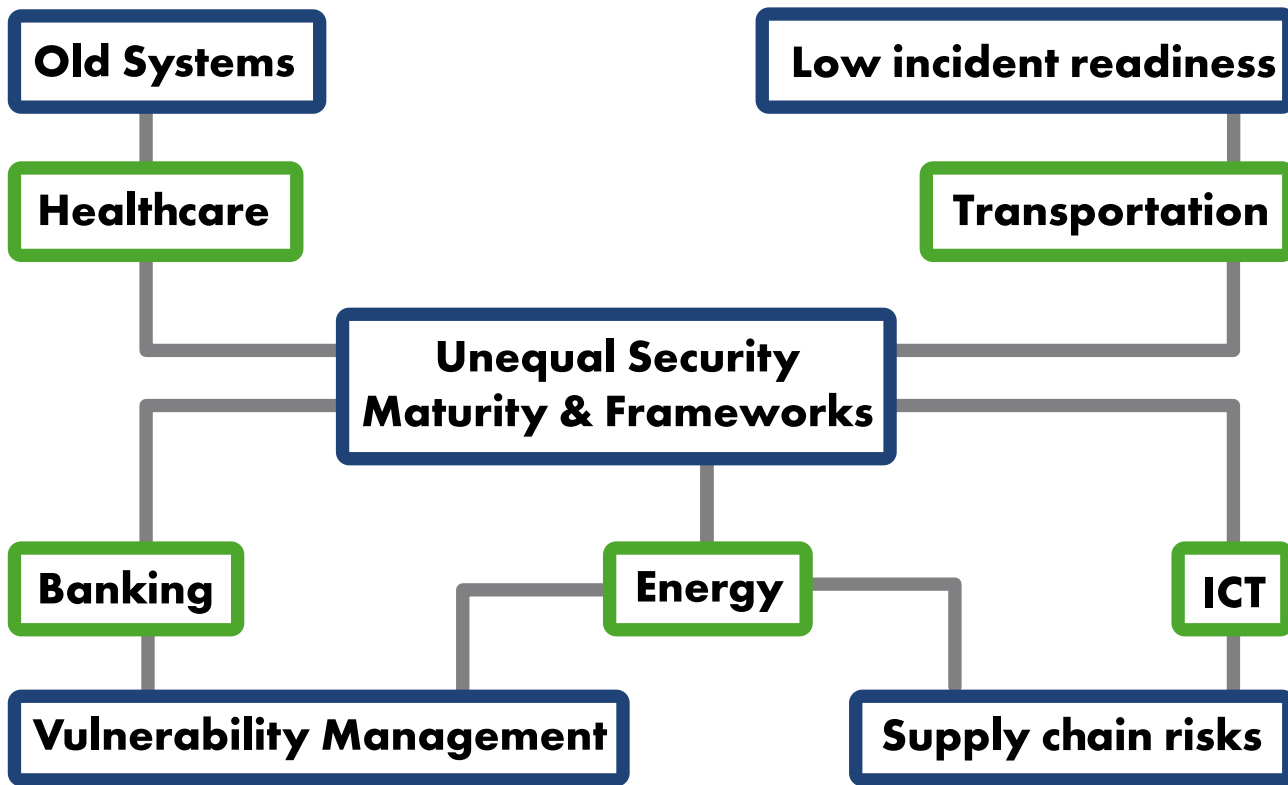 Old Systems
Low incident readiness
Healthcare
Transportation
Unequal Security
Maturity & Frameworks
Banking
Energy
ICT
Vulnerability Management
Supply chain risks